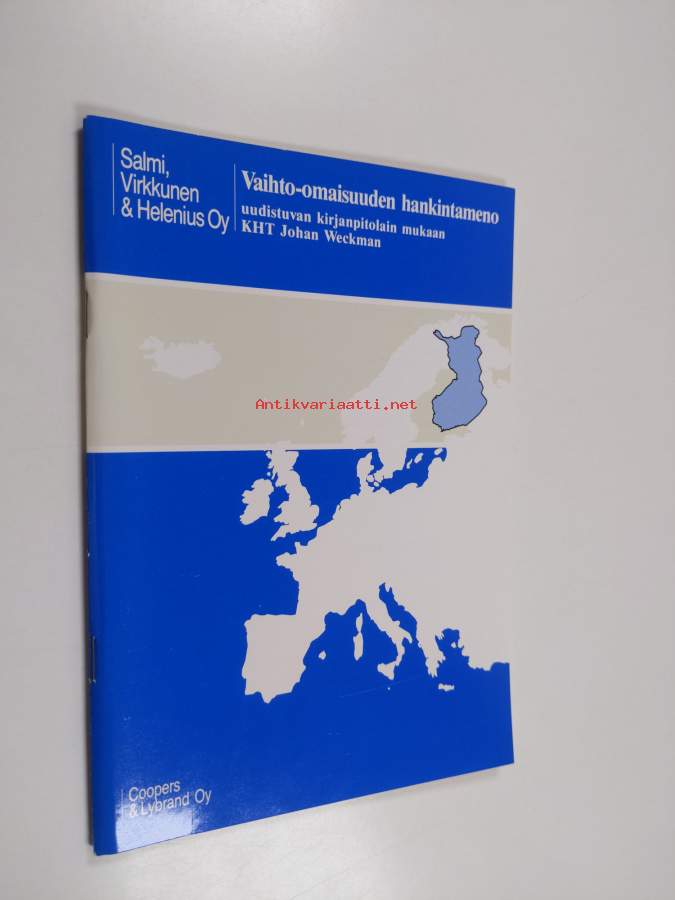 Salmi,
Virkkunen
& Helenius Oy
Vaihto-omaisuuden hankintameno
uudistuvan kirjanpitolain mukaan
KHT Johan Weckman
Antikvariaatti.net
Coopers
& Lybrand Oy